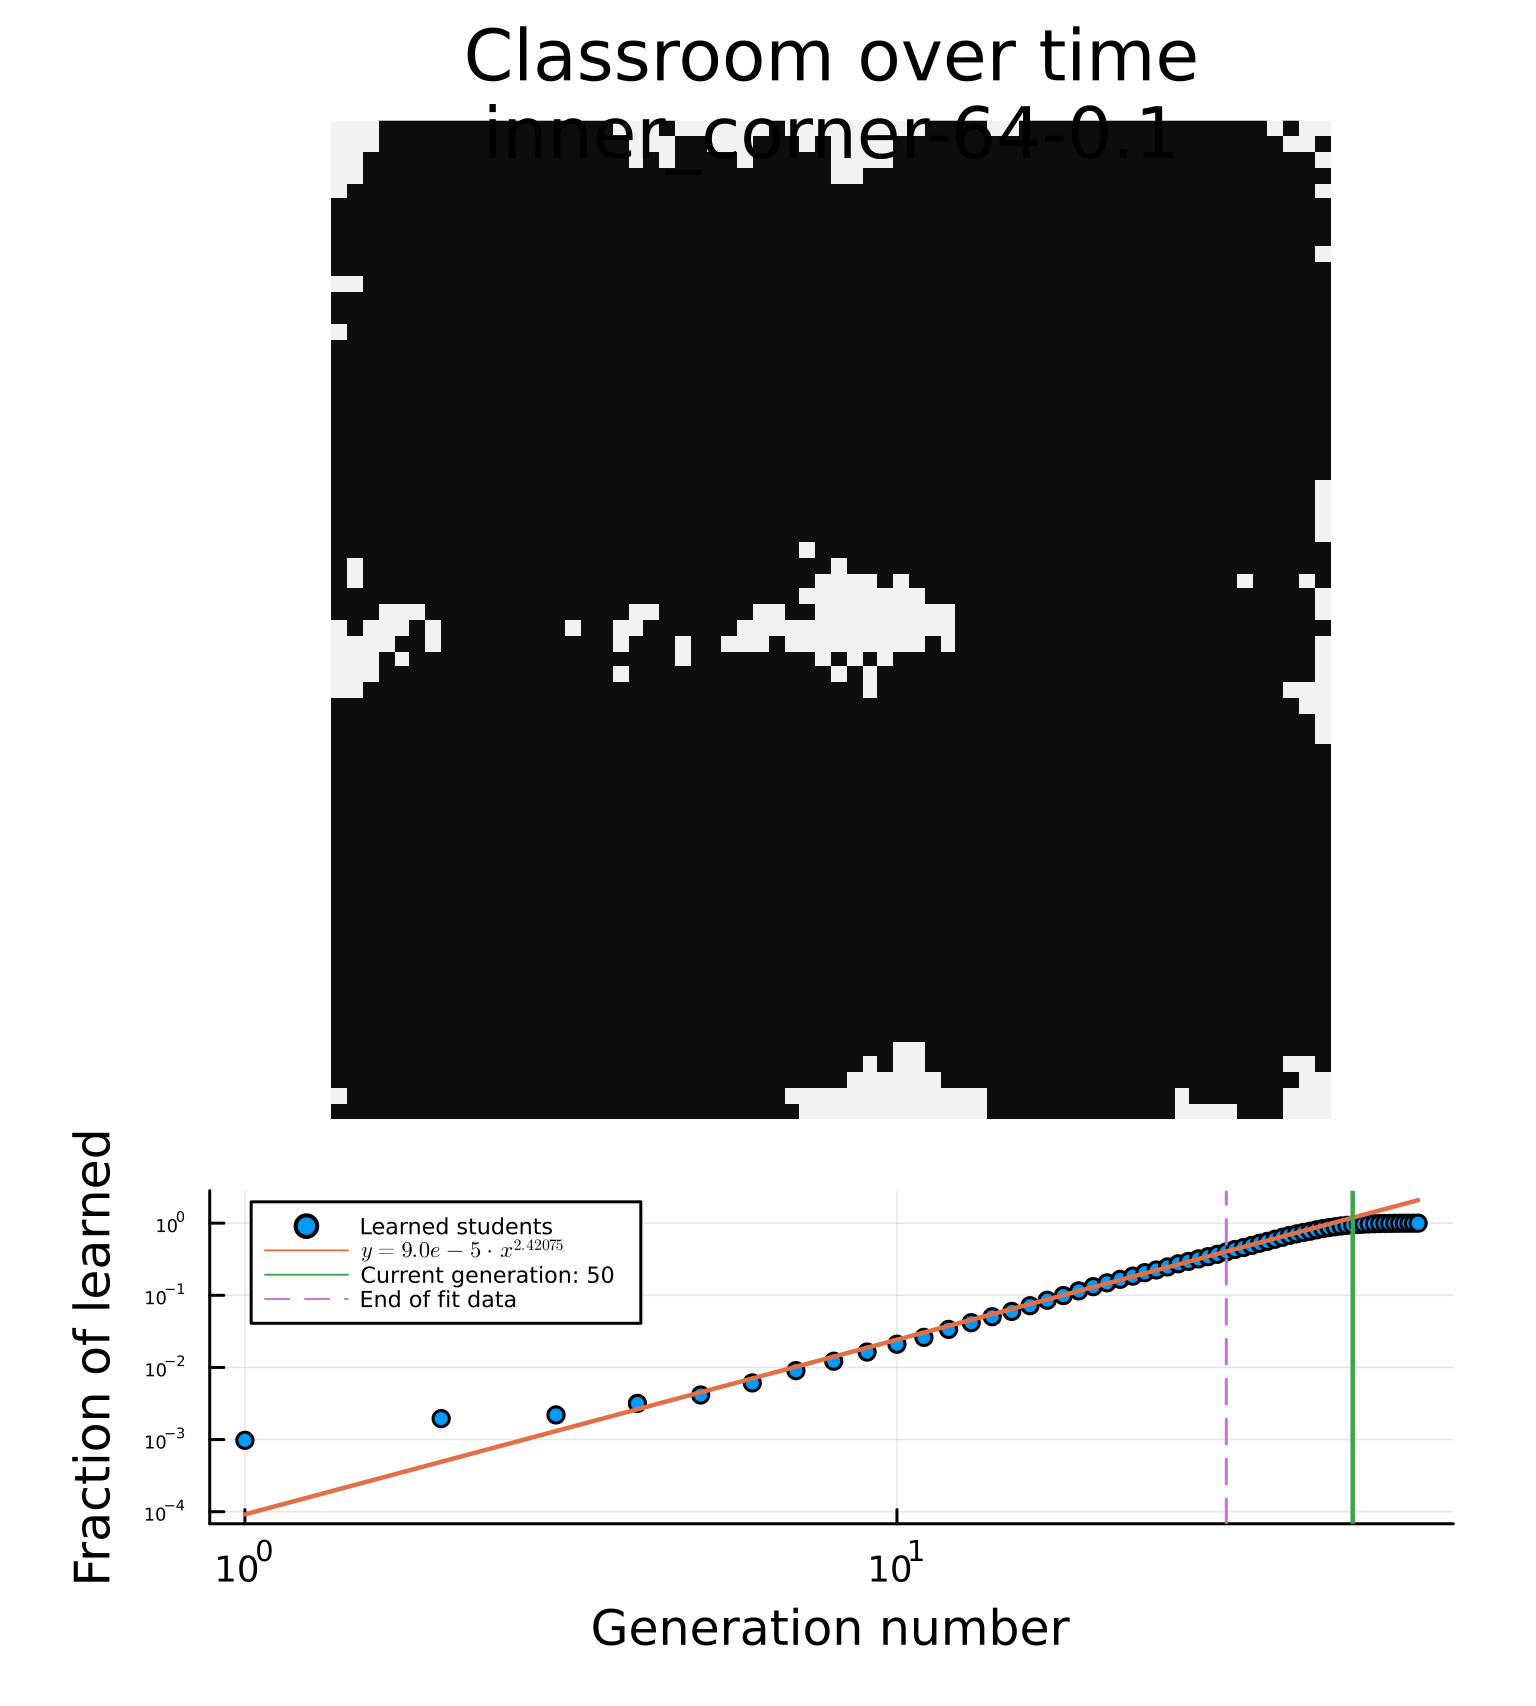 Classroom over time
inner_corner-64-0.1
Fraction of learned
10^0
10^-1
10^-2
10^-3
10^-4
Learned students
y = 9.0e − 5 · x^2.42075
Current generation: 50
End of fit data
10^0
10^1
Generation number